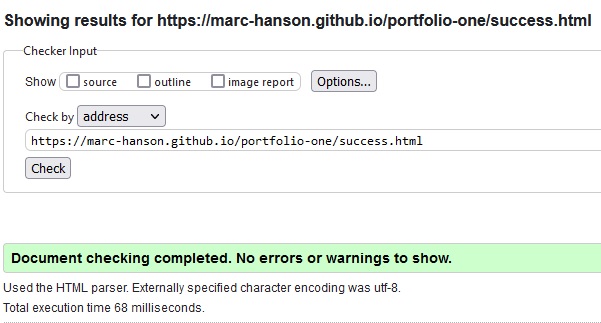 Showing results for https://marc-hanson.github.io/portfolio-one/success.html
Checker Input
Show source outline image report Options...
Check by address
https://marc-hanson.github.io/portfolio-one/success.html
Check
Document checking completed. No errors or warnings to show.
Used the HTML parser. Externally specified character encoding was utf-8.
Total execution time 68 milliseconds.